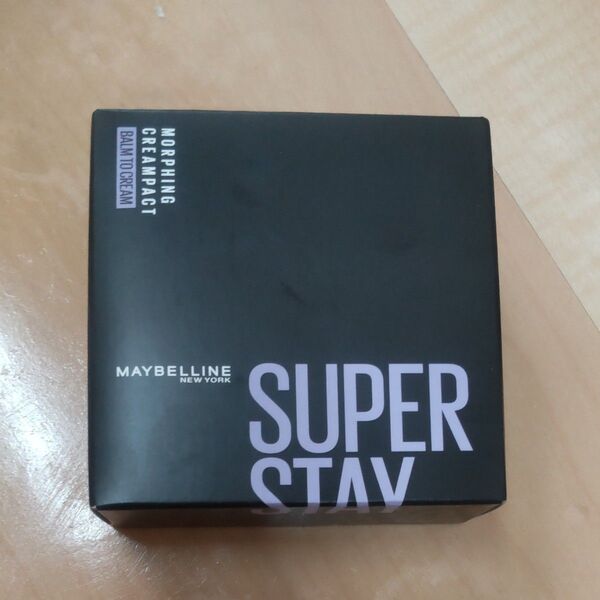 MORPHING
CREAMPACT
BALM TO CREAM
MAYBELLINE
NEW YORK
SUPER
STAY